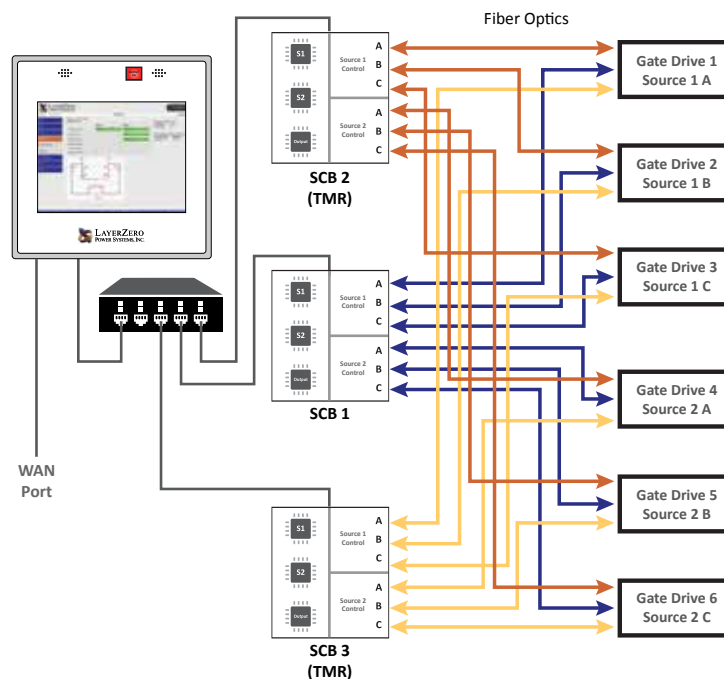 Fiber Optics
LAYERZERO
POWER SYSTEMS, INC.
WAN
Port
S1
S2
Output
Source 1
Control
Source 2
Control
A
B
C
A
B
C
SCB 2
(TMR)
S1
S2
Output
Source 1
Control
Source 2
Control
A
B
C
A
B
C
SCB 1
S1
S2
Output
Source 1
Control
Source 2
Control
A
B
C
A
B
C
SCB 3
(TMR)
Gate Drive 1
Source 1 A
Gate Drive 2
Source 1 B
Gate Drive 3
Source 1 C
Gate Drive 4
Source 2 A
Gate Drive 5
Source 2 B
Gate Drive 6
Source 2 C